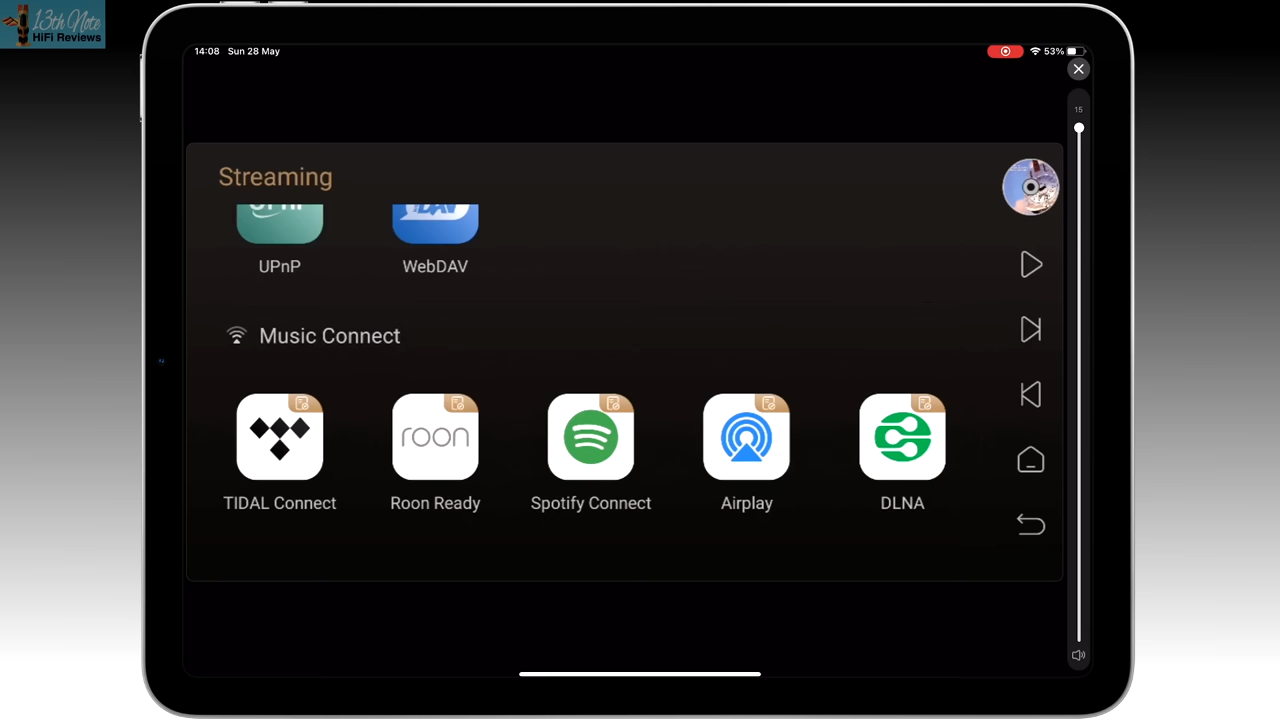 13th Note
HiFi Reviews
14:08 Sun 28 May
53%
15
Streaming
UPnP
WebDAV
Music Connect
roon
TIDAL Connect
Roon Ready
Spotify Connect
Airplay
DLNA